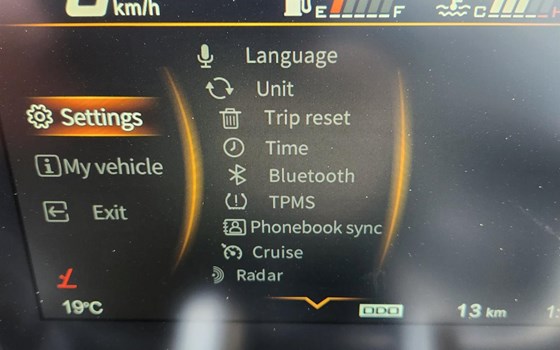 km/h
E F
C H
Language
Unit
Trip reset
Time
Bluetooth
TPMS
Phonebook sync
Cruise
Radar
Settings
My vehicle
Exit
19°C
13 km